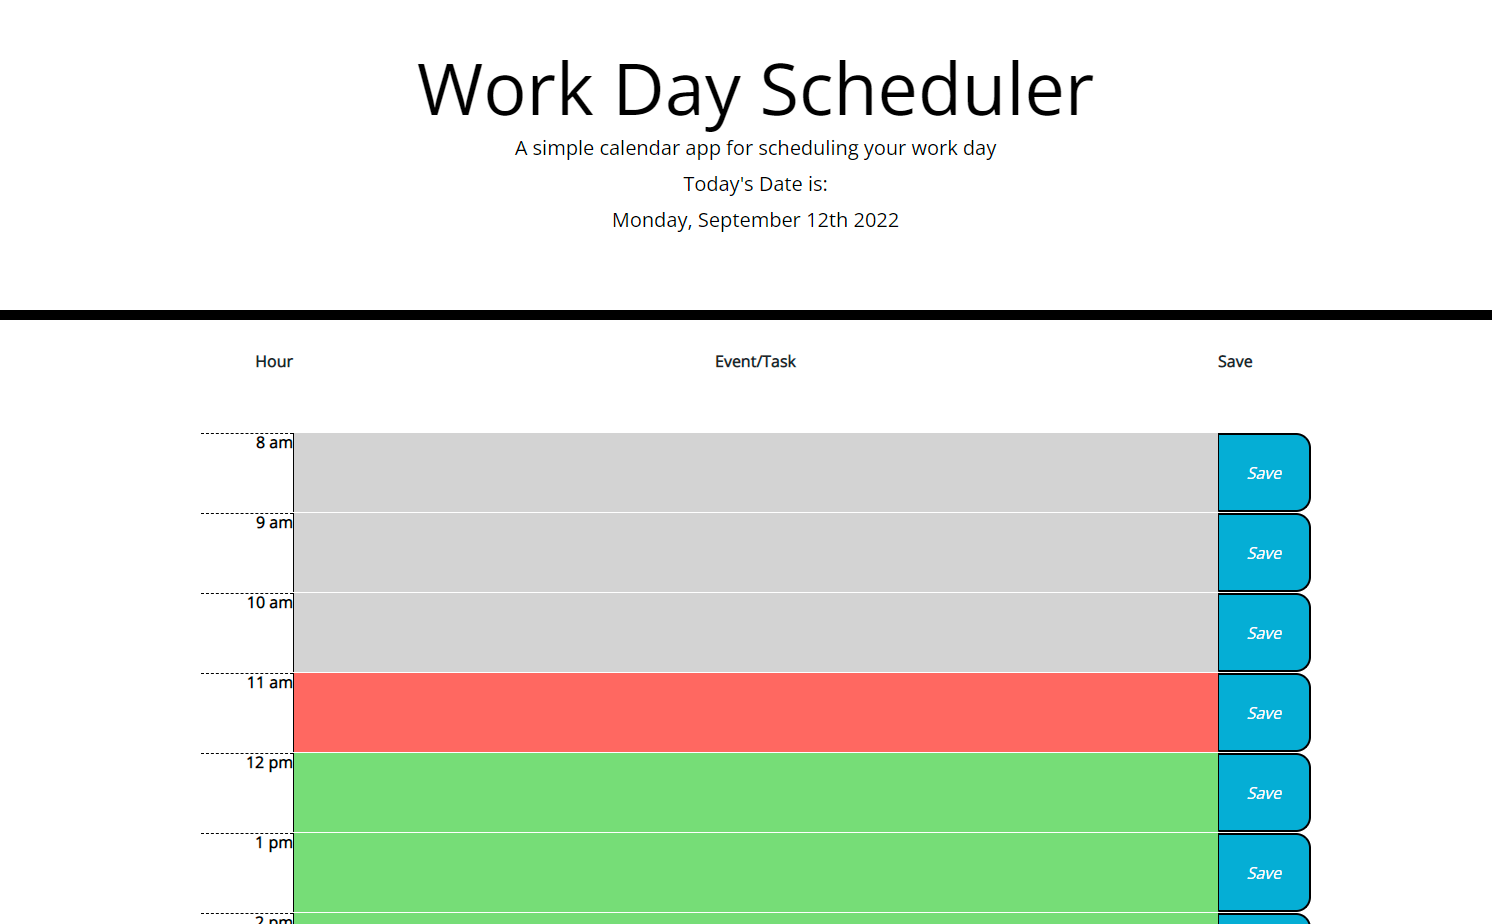 Work Day Scheduler
A simple calendar app for scheduling your work day
Today's Date is:
Monday, September 12th 2022
Hour Event/Task Save
8 am Save
9 am Save
10 am Save
11 am Save
12 pm Save
1 pm Save
2 pm